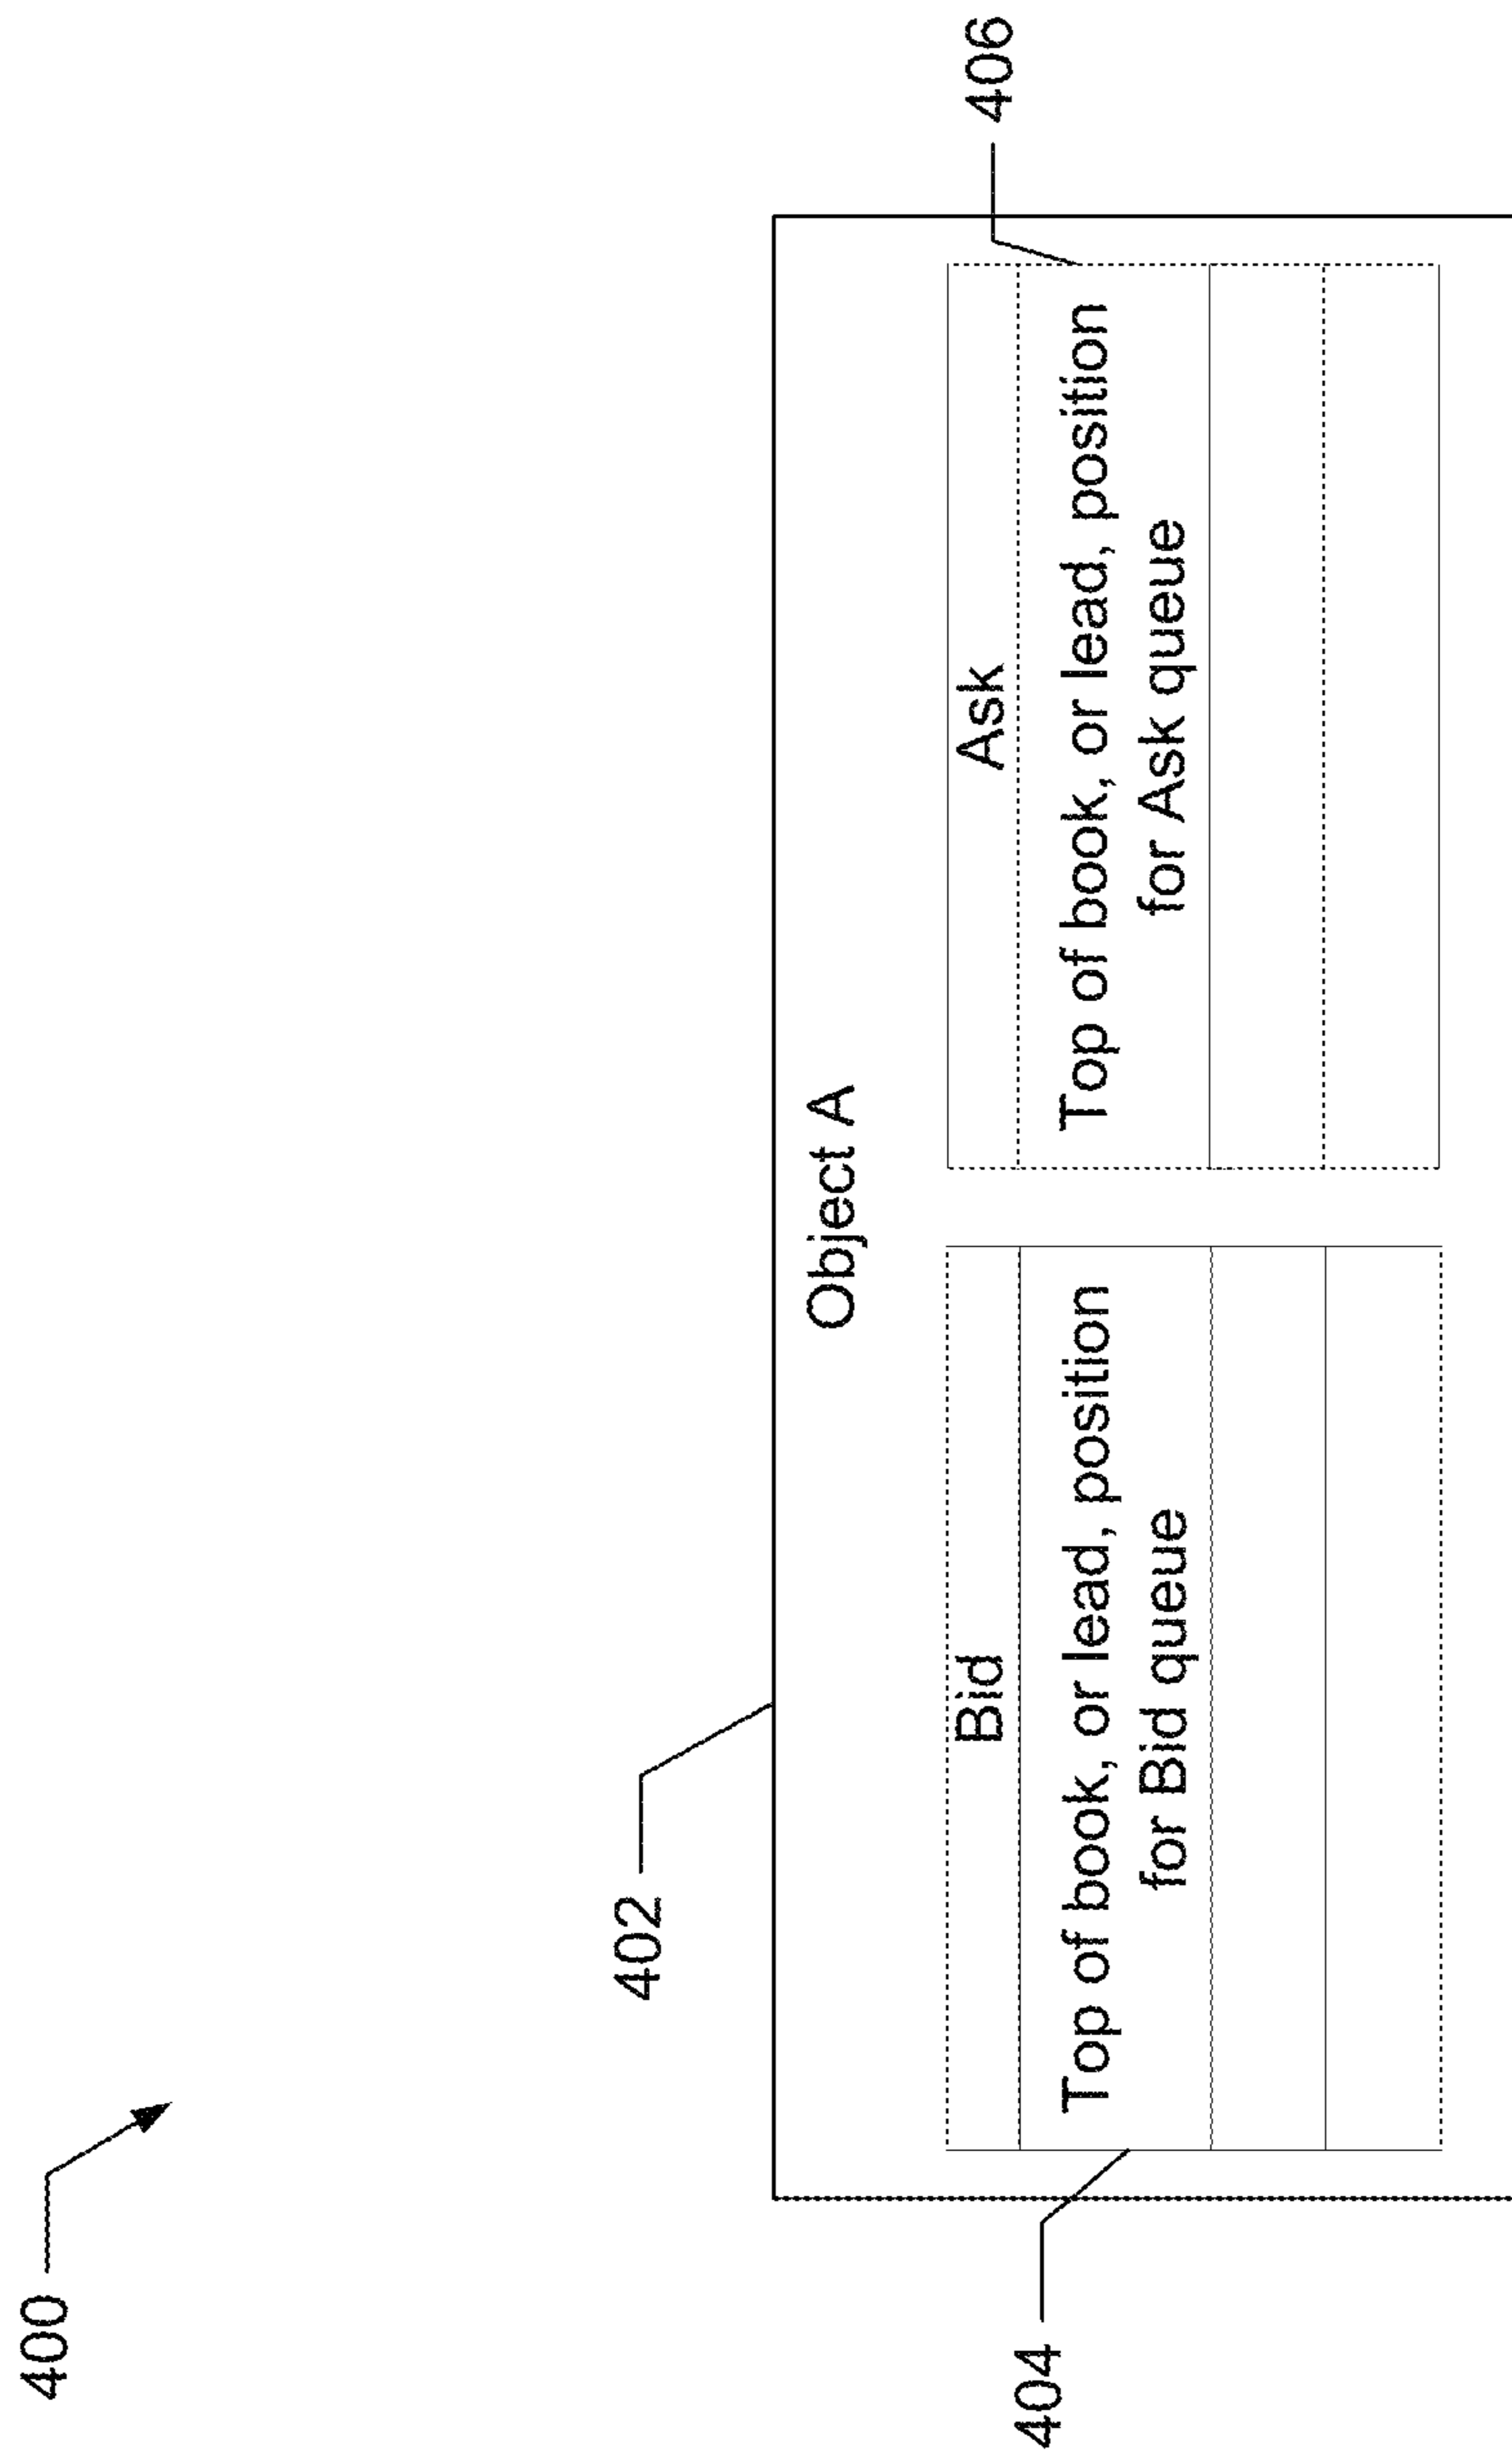 400
402
Object A
404
Bid
Top of book, or lead, position
for Bid queue
406
Ask
Top of book, or lead, position
for Ask queue